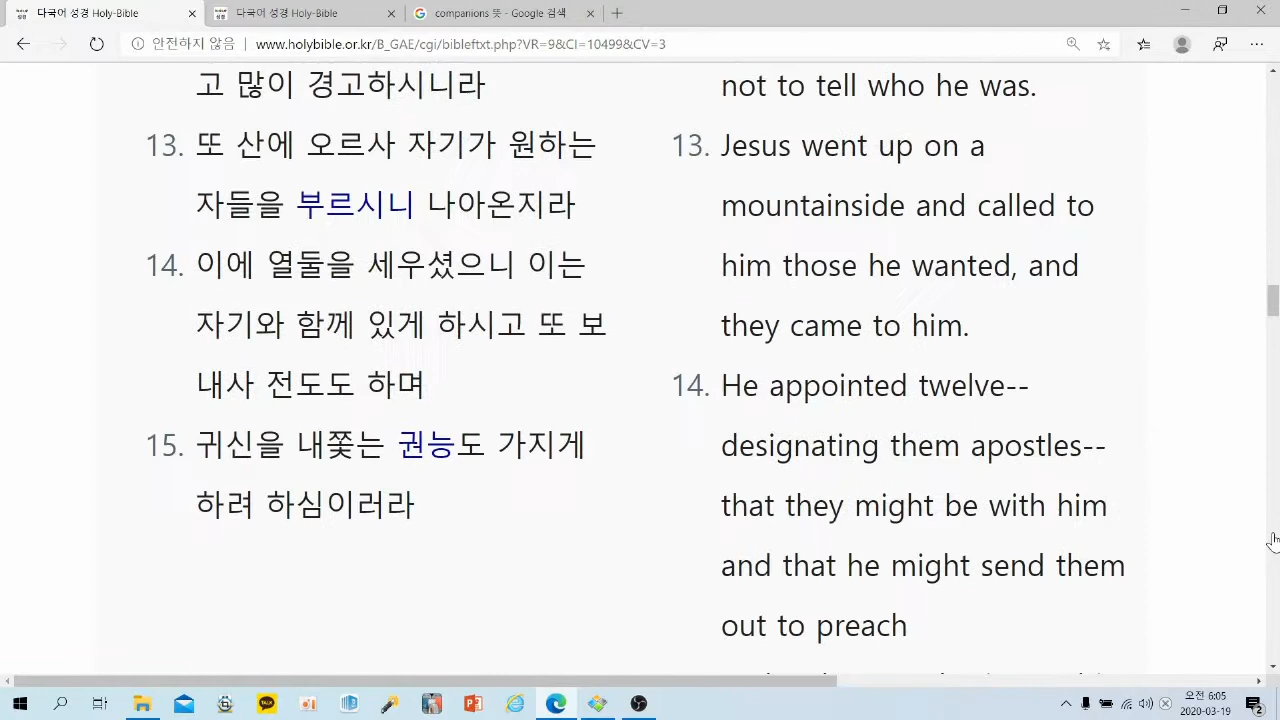 다국어 성경 Holy-Bible
다국어 성경 Holy-Bible
companions 뜻 - Google 검색
안전하지 않음
www.holybible.or.kr/B_GAE/cgi/bibleftxt.php?VR=9&CI=10499&CV=3
고 많이 경고하시니라
13. 또 산에 오르사 자기가 원하는
자들을 부르시니 나아온지라
14. 이에 열둘을 세우셨으니 이는
자기와 함께 있게 하시고 또 보
내사 전도도 하며
15. 귀신을 내쫓는 권능도 가지게
하려 하심이러라
not to tell who he was.
13. Jesus went up on a
mountainside and called to
him those he wanted, and
they came to him.
14. He appointed twelve--
designating them apostles--
that they might be with him
and that he might send them
out to preach
TALK
오전 6:05
2020-03-19
2